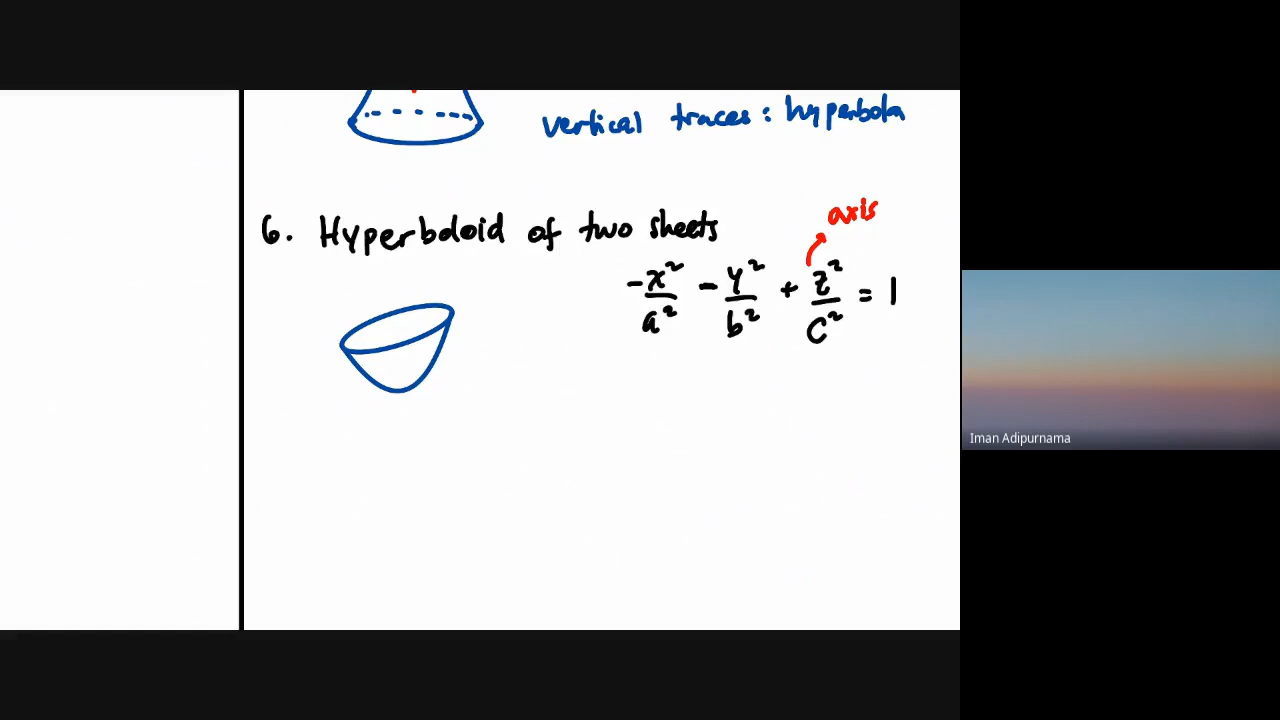 vertical traces : hyperbola
6. Hyperboloid of two sheets
axis
-x²/a² - y²/b² + z²/c² = 1
Iman Adipurnama